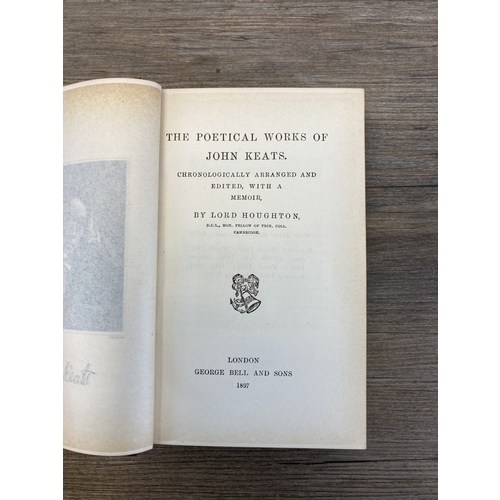 THE POETICAL WORKS OF
JOHN KEATS.
CHRONOLOGICALLY ARRANGED AND
EDITED, WITH A
MEMOIR,
BY LORD HOUGHTON,
D.C.L., HON. FELLOW OF TRIN. COLL.
CAMBRIDGE.
LONDON
GEORGE BELL AND SONS
1897
Keats